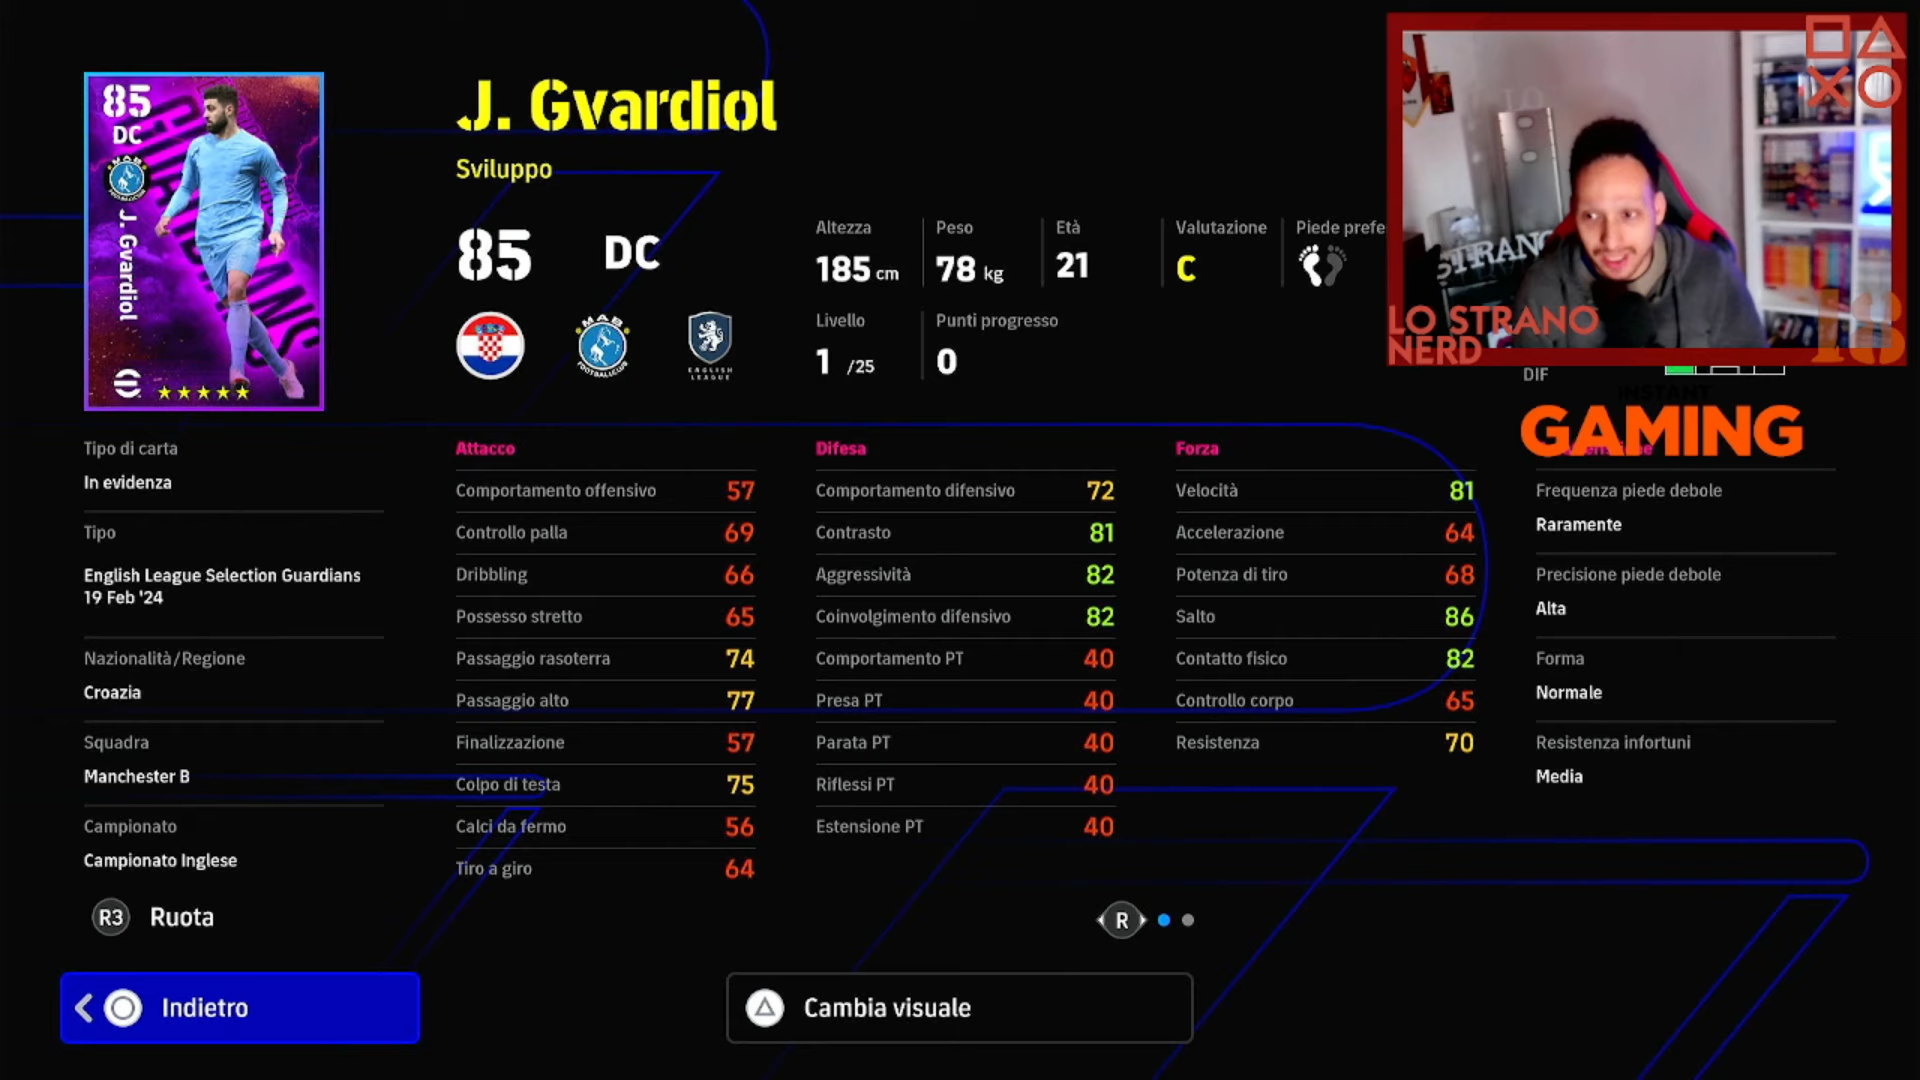 85
DC
J. Gvardiol
GUARDIANS
J. Gvardiol
Sviluppo
85 DC
Altezza
185 cm
Peso
78 kg
Età
21
Valutazione
C
Piede prefe
Livello
1 /25
Punti progresso
0
MAB
ENGLISH
LEAGUE
LO STRANO
NERD
18
DIF
INSTANT
GAMING
Tipo di carta
In evidenza
Tipo
English League Selection Guardians
19 Feb '24
Nazionalità/Regione
Croazia
Squadra
Manchester B
Campionato
Campionato Inglese
Attacco
Comportamento offensivo 57
Controllo palla 69
Dribbling 66
Possesso stretto 65
Passaggio rasoterra 74
Passaggio alto 77
Finalizzazione 57
Colpo di testa 75
Calci da fermo 56
Tiro a giro 64
Difesa
Comportamento difensivo 72
Contrasto 81
Aggressività 82
Coinvolgimento difensivo 82
Comportamento PT 40
Presa PT 40
Parata PT 40
Riflessi PT 40
Estensione PT 40
Forza
Velocità 81
Accelerazione 64
Potenza di tiro 68
Salto 86
Contatto fisico 82
Controllo corpo 65
Resistenza 70
Frequenza piede debole
Raramente
Precisione piede debole
Alta
Forma
Normale
Resistenza infortuni
Media
R3 Ruota
R
Indietro
Cambia visuale